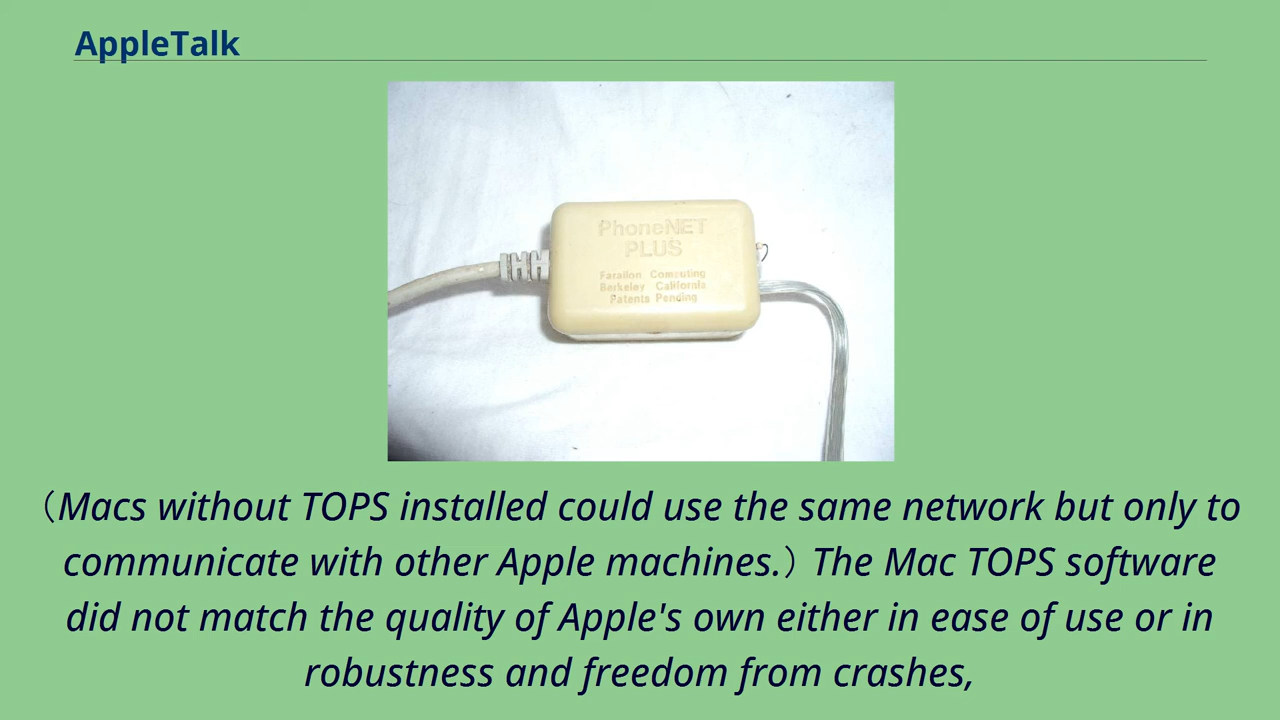 AppleTalk
PhoneNET
PLUS
Farallon Computing
Berkeley California
Patents Pending
（Macs without TOPS installed could use the same network but only to
communicate with other Apple machines.）The Mac TOPS software
did not match the quality of Apple's own either in ease of use or in
robustness and freedom from crashes,